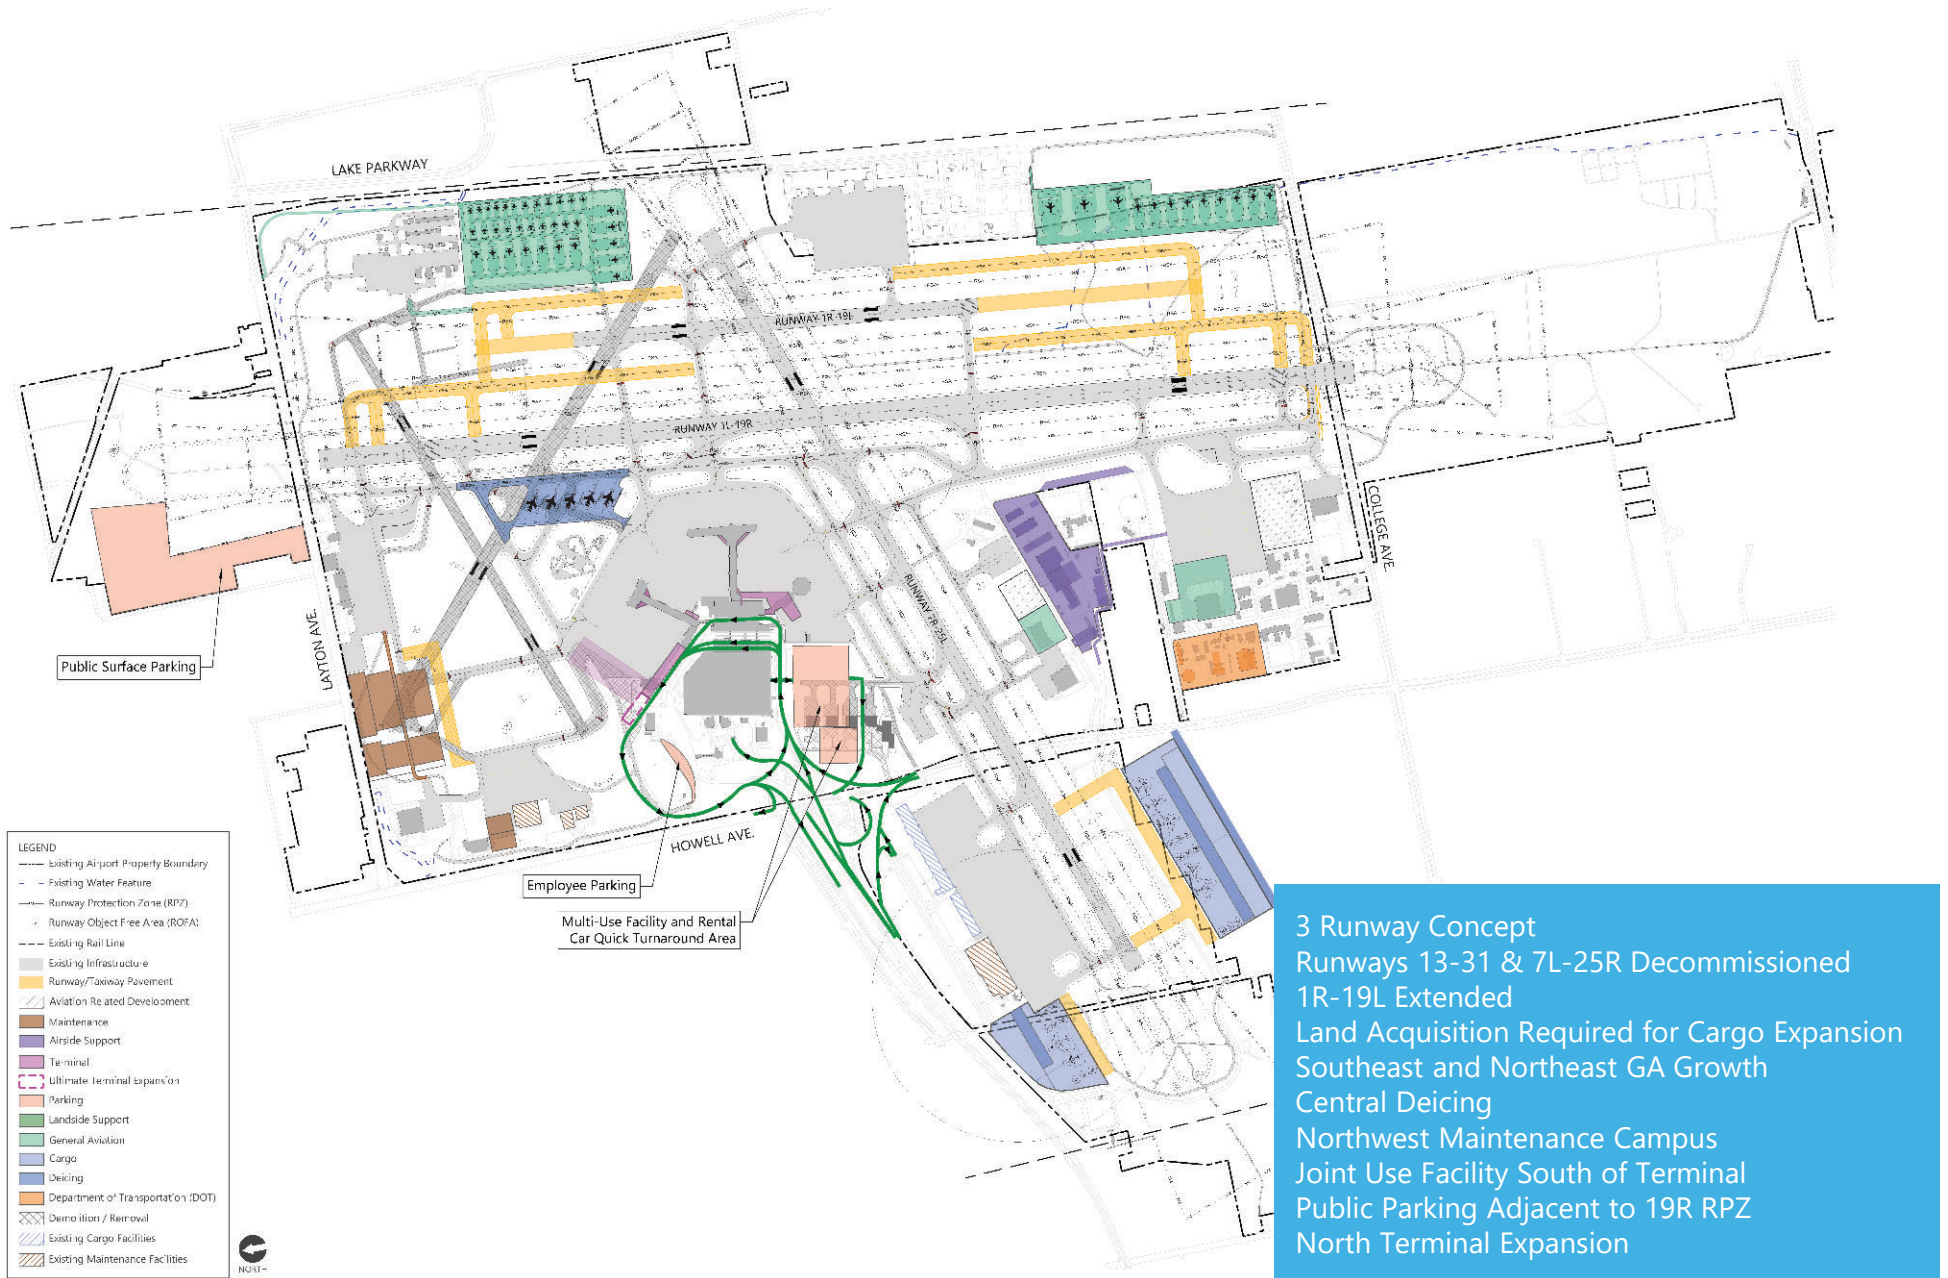 LAKE PARKWAY
RUNWAY 1R-19L
RUNWAY 1L-19R
COLLEGE AVE.
RUNWAY 7R-25L
LAYTON AVE.
Public Surface Parking
HOWELL AVE.
Employee Parking
Multi-Use Facility and Rental
Car Quick Turnaround Area
LEGEND
Existing Airport Property Boundary
Existing Water Feature
Runway Protection Zone (RPZ)
Runway Object Free Area (ROFA)
Existing Rail Line
Existing Infrastructure
Runway/Taxiway Pavement
Aviation Related Development
Maintenance
Airside Support
Terminal
Ultimate Terminal Expansion
Parking
Landside Support
General Aviation
Cargo
Deicing
Department of Transportation (DOT)
Demolition / Removal
Existing Cargo Facilities
Existing Maintenance Facilities
NORTH
3 Runway Concept
Runways 13-31 & 7L-25R Decommissioned
1R-19L Extended
Land Acquisition Required for Cargo Expansion
Southeast and Northeast GA Growth
Central Deicing
Northwest Maintenance Campus
Joint Use Facility South of Terminal
Public Parking Adjacent to 19R RPZ
North Terminal Expansion